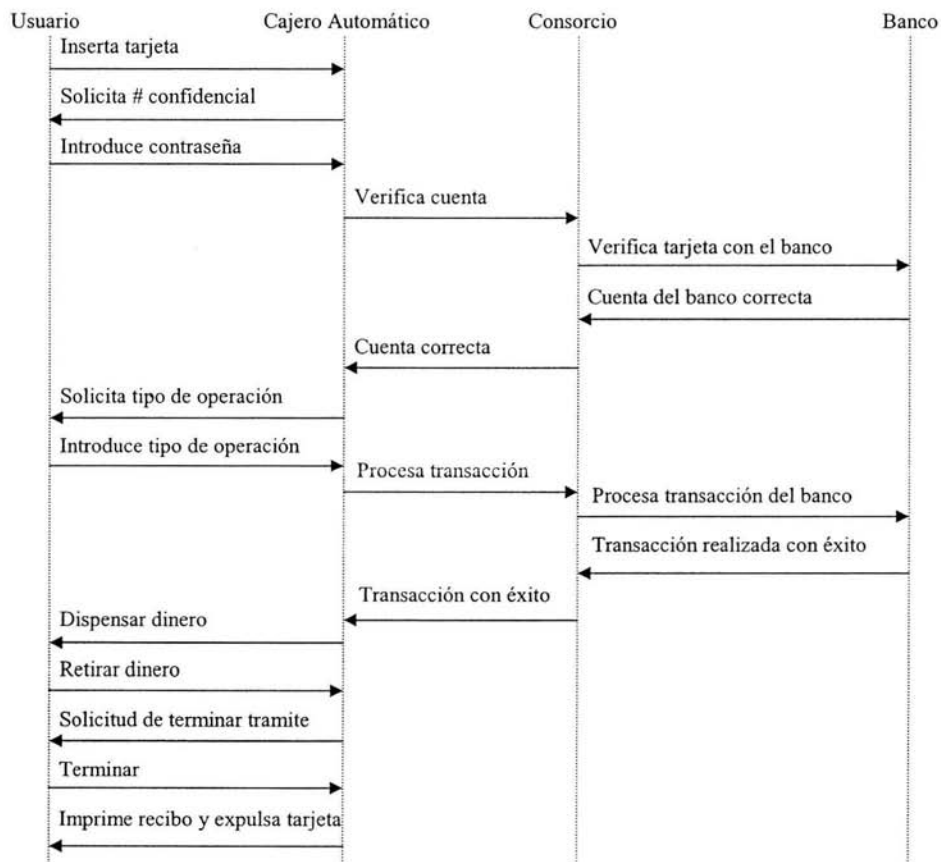 Usuario Cajero Automático Consorcio Banco
Inserta tarjeta
Solicita # confidencial
Introduce contraseña
Verifica cuenta
Verifica tarjeta con el banco
Cuenta del banco correcta
Cuenta correcta
Solicita tipo de operación
Introduce tipo de operación
Procesa transacción
Procesa transacción del banco
Transacción realizada con éxito
Transacción con éxito
Dispensar dinero
Retirar dinero
Solicitud de terminar tramite
Terminar
Imprime recibo y expulsa tarjeta